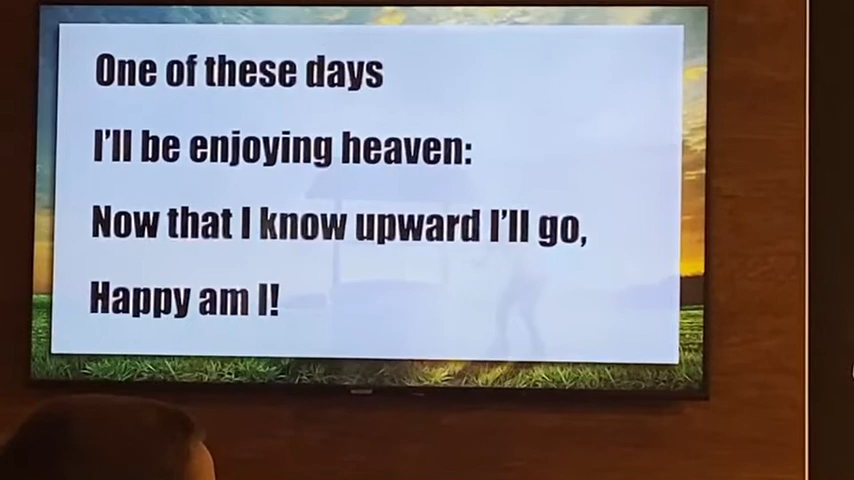 One of these days
I'll be enjoying heaven:
Now that I know upward I'll go,
Happy am I!